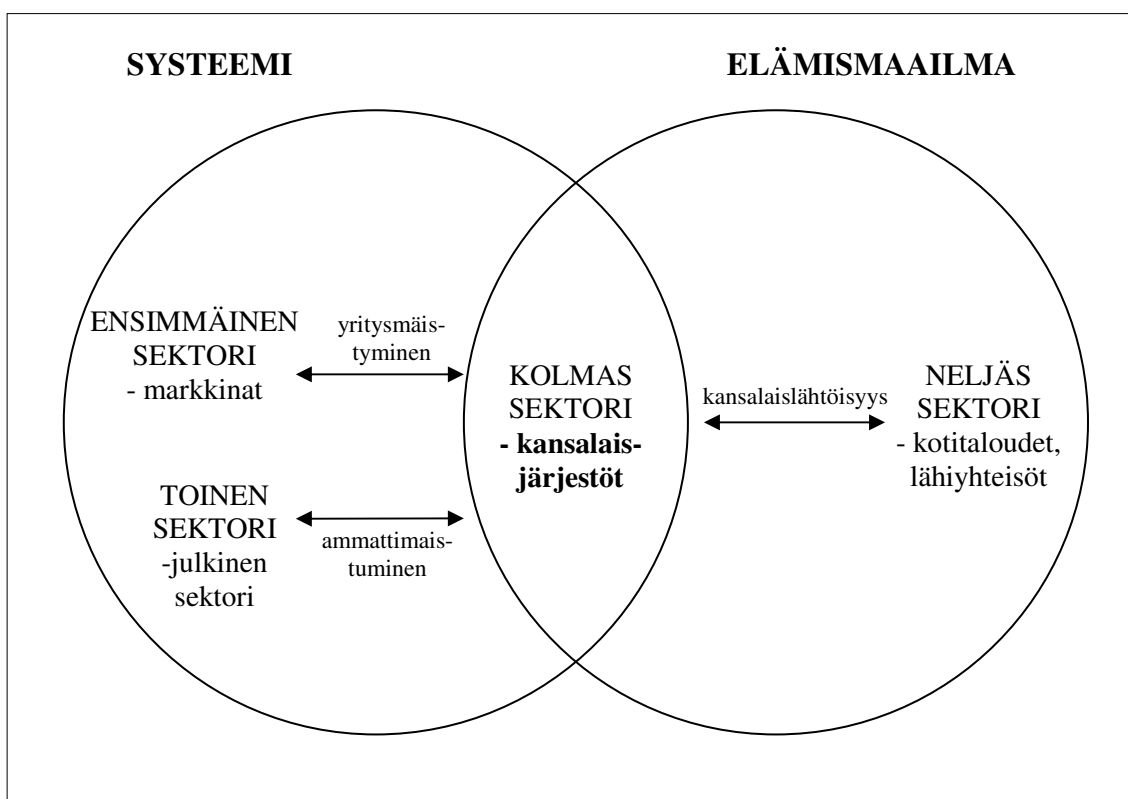 SYSTEEMI
ELÄMISMAAILMA
ENSIMMÄINEN
SEKTORI
- markkinat
yritysmäis-
tyminen
TOINEN
SEKTORI
-julkinen
sektori
ammattimais-
tuminen
KOLMAS
SEKTORI
- kansalais-
järjestöt
kansalaislähtöisyys
NELJÄS
SEKTORI
- kotitaloudet,
lähiyhteisöt